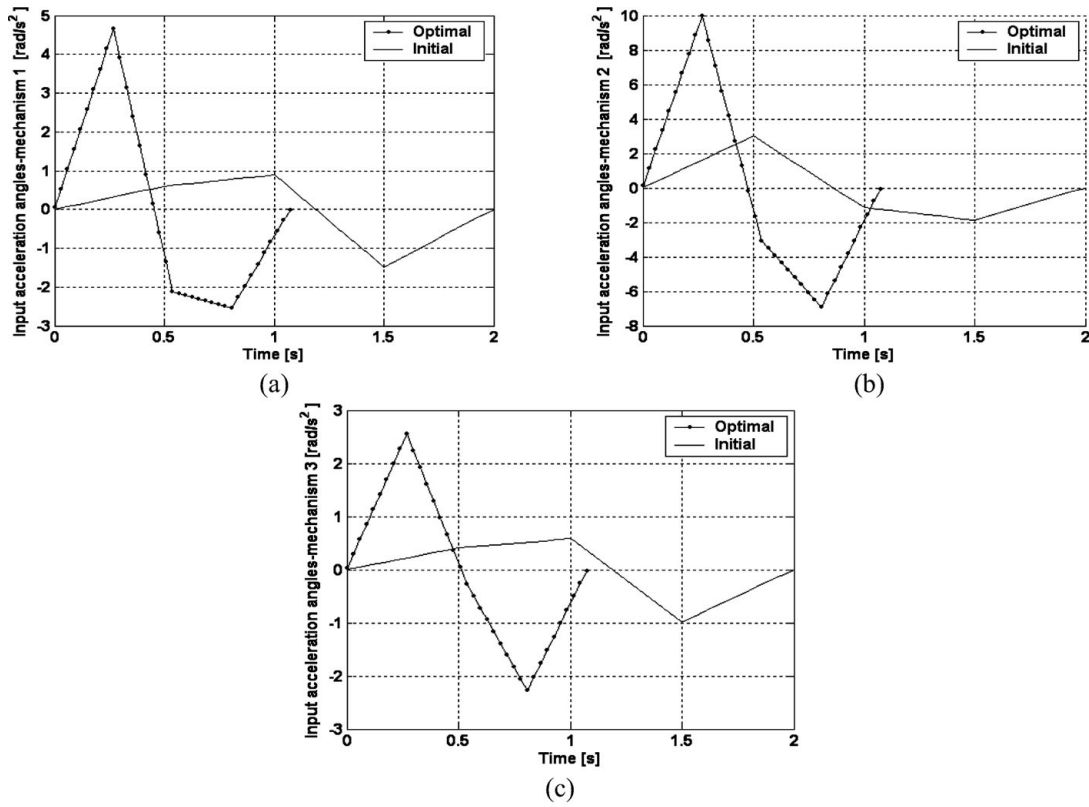 Input acceleration angles-mechanism 1 [rad/s²]
5
4
3
2
1
0
-1
-2
-3
Optimal
Initial
0
0.5
1
1.5
2
Time [s]
(a)
Input acceleration angles-mechanism 2 [rad/s²]
10
8
6
4
2
0
-2
-4
-6
-8
Optimal
Initial
0
0.5
1
1.5
2
Time [s]
(b)
Input acceleration angles-mechanism 3 [rad/s²]
3
2
1
0
-1
-2
-3
Optimal
Initial
0
0.5
1
1.5
2
Time [s]
(c)